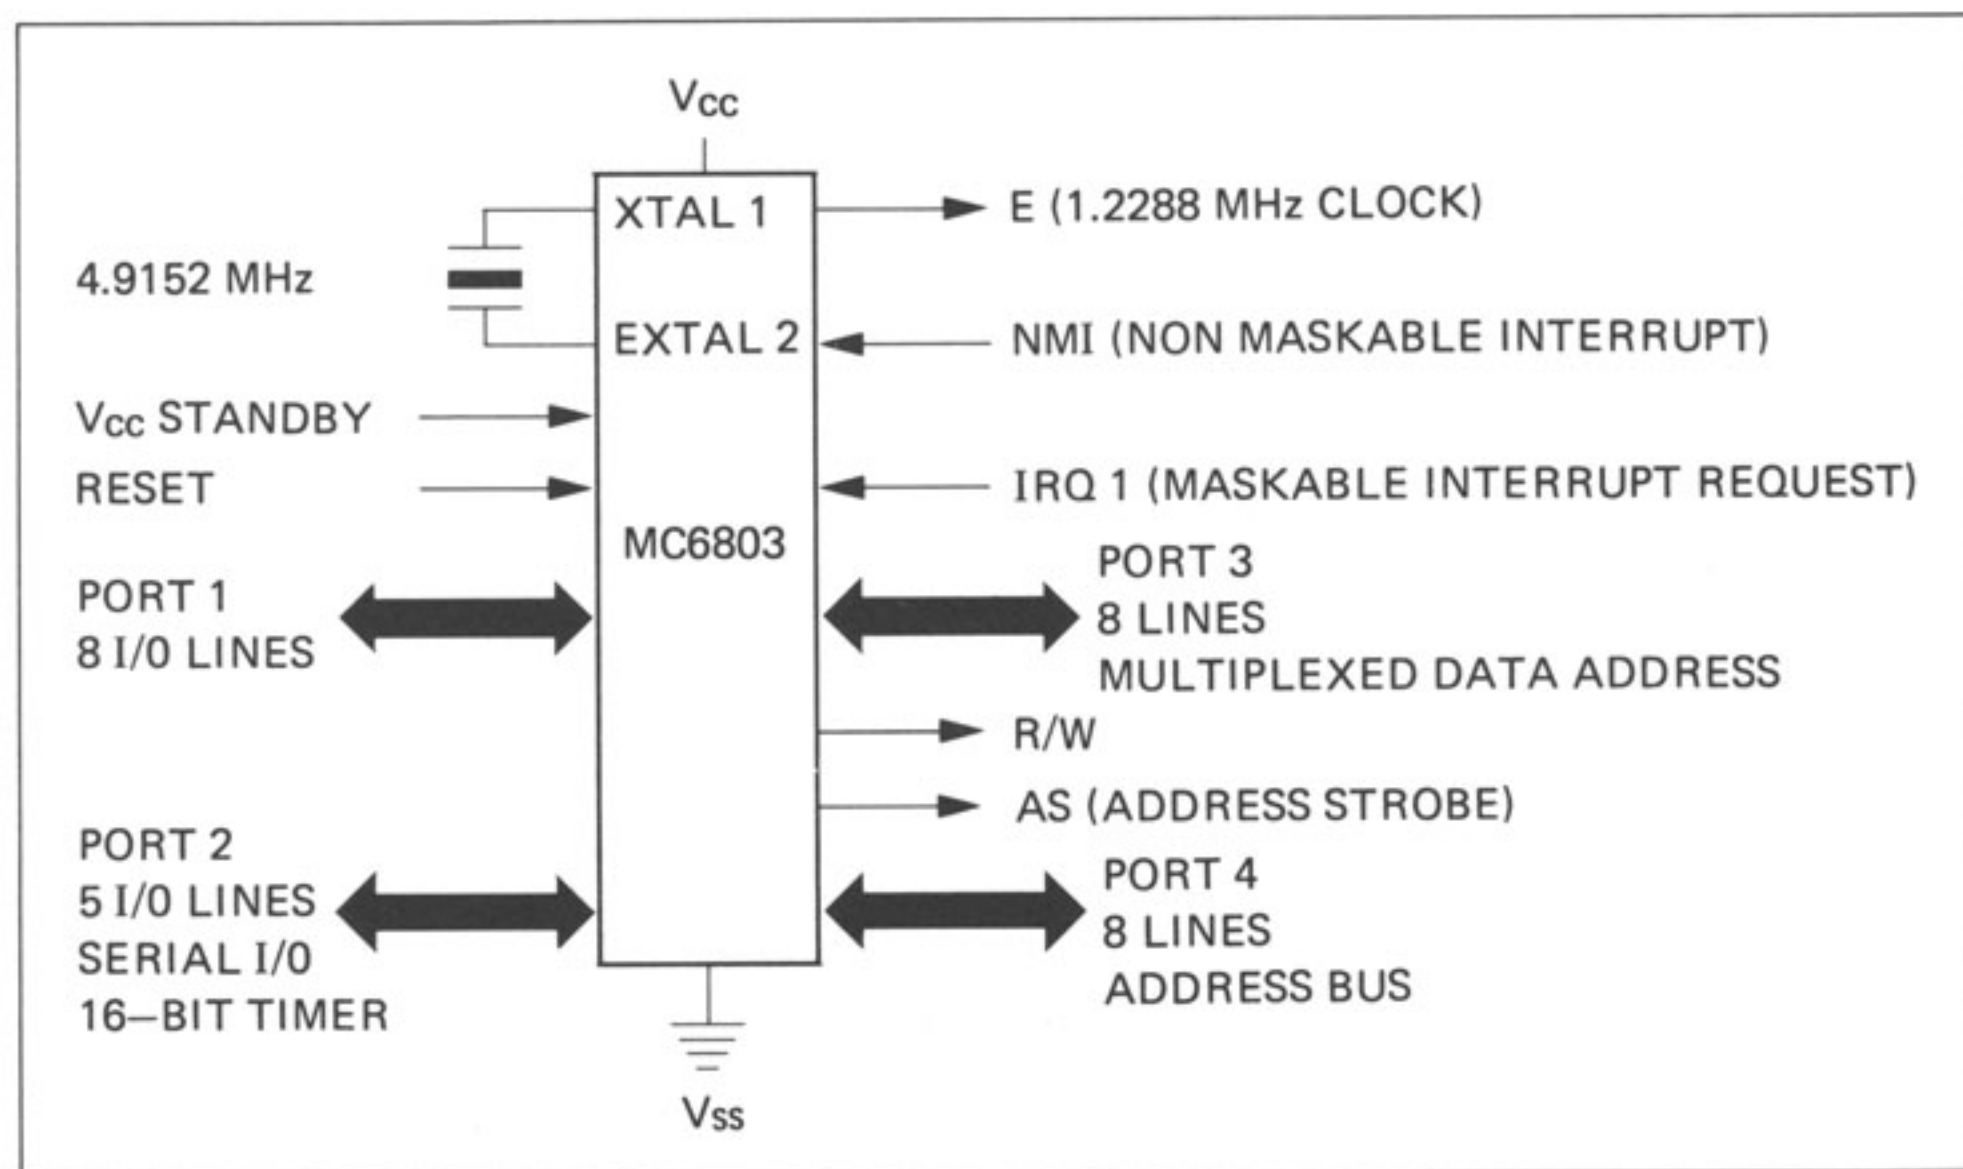 Vcc
XTAL 1
E (1.2288 MHz CLOCK)
4.9152 MHz
EXTAL 2
NMI (NON MASKABLE INTERRUPT)
Vcc STANDBY
RESET
IRQ 1 (MASKABLE INTERRUPT REQUEST)
MC6803
PORT 1
8 I/O LINES
PORT 3
8 LINES
MULTIPLEXED DATA ADDRESS
R/W
AS (ADDRESS STROBE)
PORT 2
5 I/O LINES
SERIAL I/O
16–BIT TIMER
PORT 4
8 LINES
ADDRESS BUS
Vss